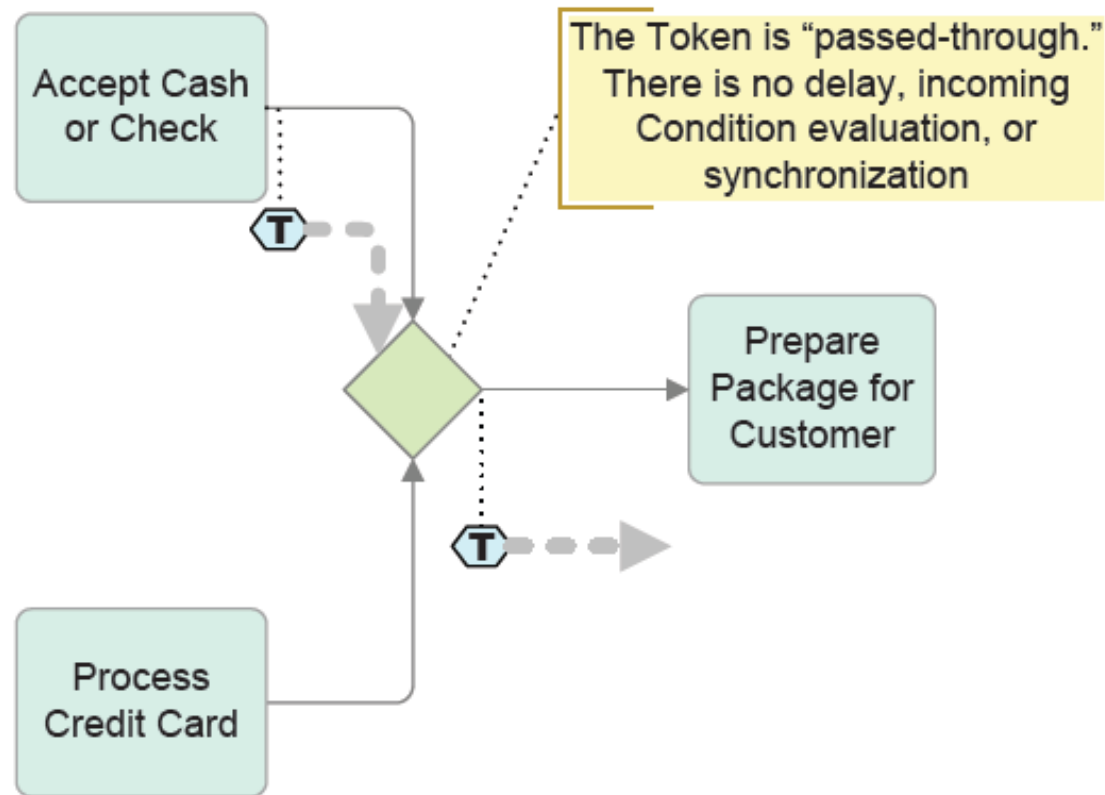 Accept Cash
or Check
The Token is “passed-through.”
There is no delay, incoming
Condition evaluation, or
synchronization
T
Prepare
Package for
Customer
T
Process
Credit Card